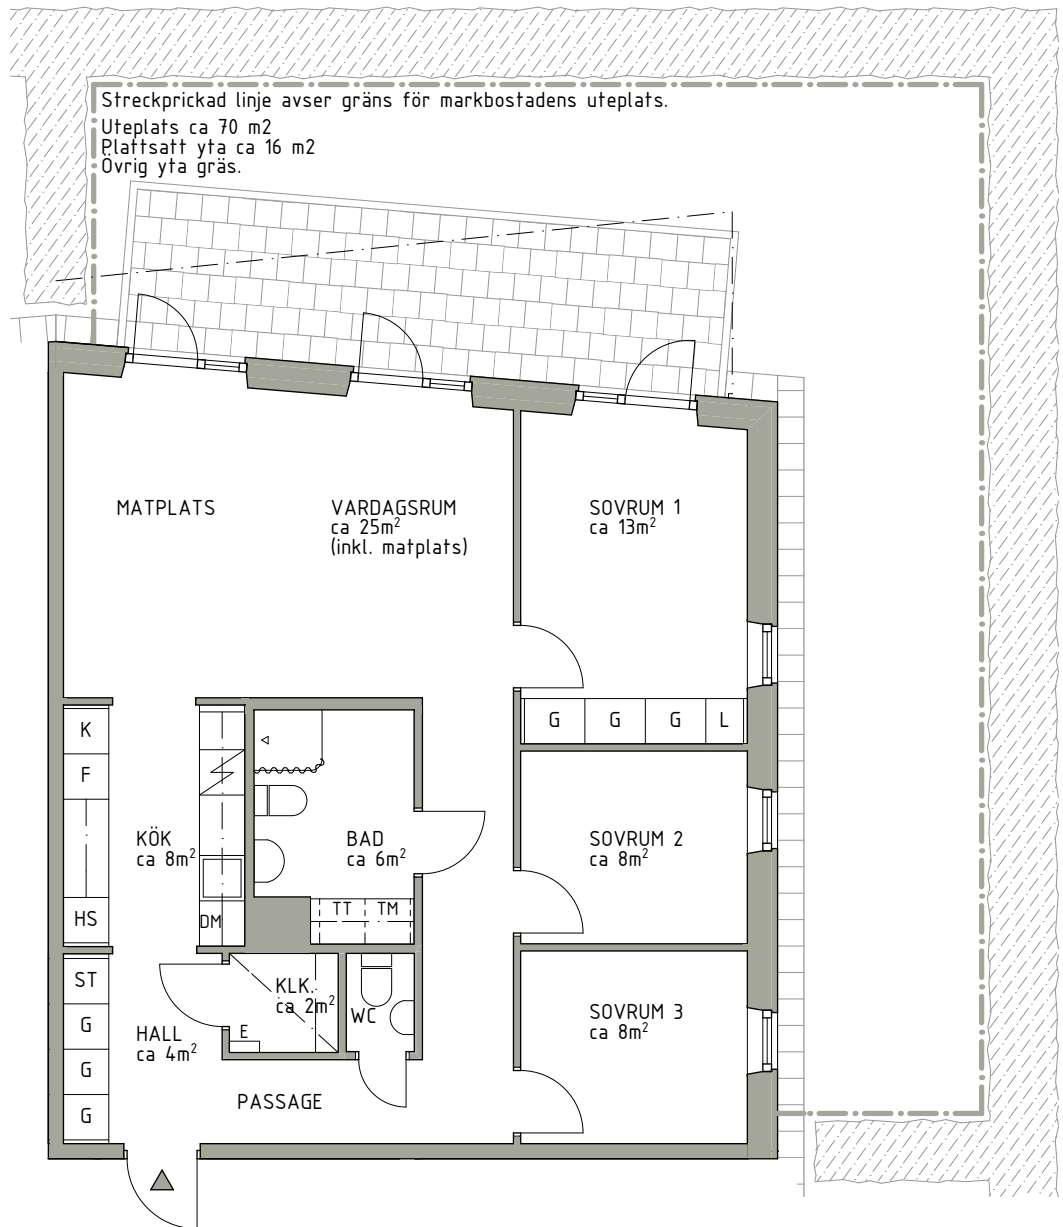 Streckprickad linje avser gräns för markbostadens uteplats.
Uteplats ca 70 m2
Plattsatt yta ca 16 m2
Övrig yta gräs.
MATPLATS
VARDAGSRUM
ca 25m²
(inkl. matplats)
SOVRUM 1
ca 13m²
G
G
G
L
K
F
KÖK
ca 8m²
HS
DM
BAD
ca 6m²
TT
TM
SOVRUM 2
ca 8m²
ST
G
G
G
HALL
ca 4m²
KLK.
ca 2m²
E
WC
SOVRUM 3
ca 8m²
PASSAGE